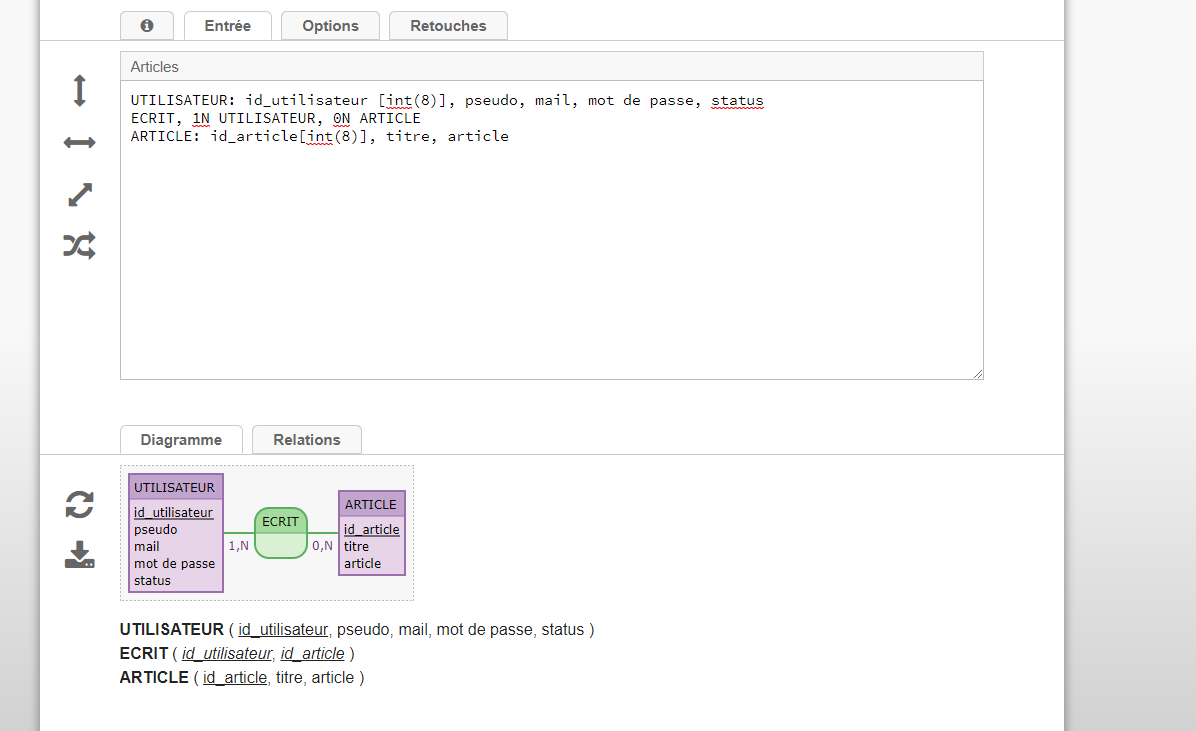 Entrée Options Retouches
Articles
UTILISATEUR: id_utilisateur [int(8)], pseudo, mail, mot de passe, status
ECRIT, 1N UTILISATEUR, 0N ARTICLE
ARTICLE: id_article[int(8)], titre, article
Diagramme Relations
UTILISATEUR
id_utilisateur
pseudo
mail
mot de passe
status
1,N
ECRIT
0,N
ARTICLE
id_article
titre
article
UTILISATEUR ( id_utilisateur, pseudo, mail, mot de passe, status )
ECRIT ( id_utilisateur, id_article )
ARTICLE ( id_article, titre, article )